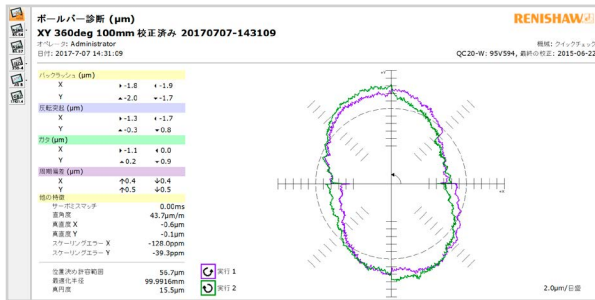 ボールバー診断 (μm)
RENISHAW
XY 360deg 100mm 校正済み 20170707-143109
オペレータ: Administrator
機械: クイックチェック
日付: 2017-7-07 14:31:09
QC20-W: 95V594, 最終の校正: 2015-06-22
バックラッシュ (μm)
X ▸-1.8 ◂-1.9
Y ▴-2.0 ▾-1.7
反転突起 (μm)
X ▸-1.3 ◂-1.7
Y ▴-0.3 ▾0.8
ガタ (μm)
X ▸-1.1 ◂0.0
Y ▴0.2 ▾-0.9
周期偏差 (μm)
X ↑0.4 ↓0.4
Y ↑0.5 ↓0.5
他の特徴
サーボミスマッチ 0.00ms
直角度 43.7μm/m
真直度 X -0.6μm
真直度 Y -0.1μm
スケーリングエラー X -128.0ppm
スケーリングエラー Y -39.3ppm
位置決め許容範囲 56.7μm
最適化半径 99.9916mm
真円度 15.5μm
実行 1
実行 2
2.0μm/目盛